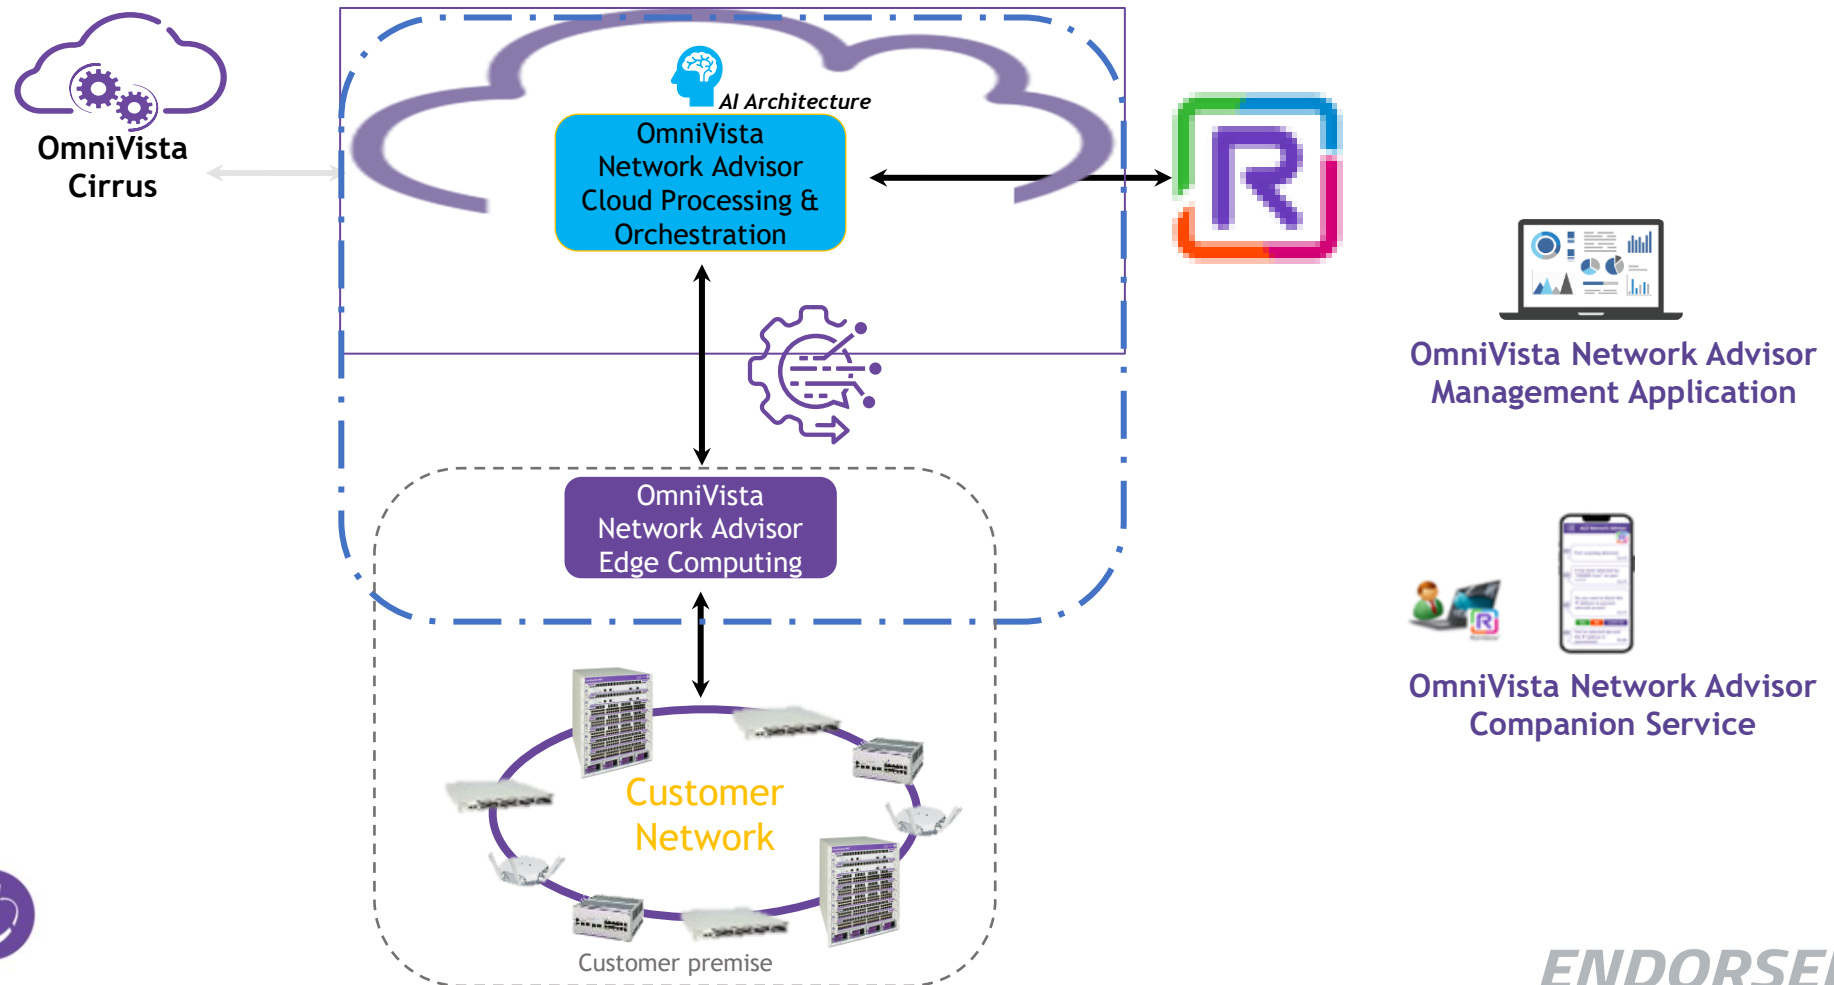 OmniVista
Cirrus
AI Architecture
OmniVista
Network Advisor
Cloud Processing &
Orchestration
R
OmniVista Network Advisor
Management Application
OmniVista
Network Advisor
Edge Computing
OmniVista Network Advisor
Companion Service
Customer
Network
Customer premise